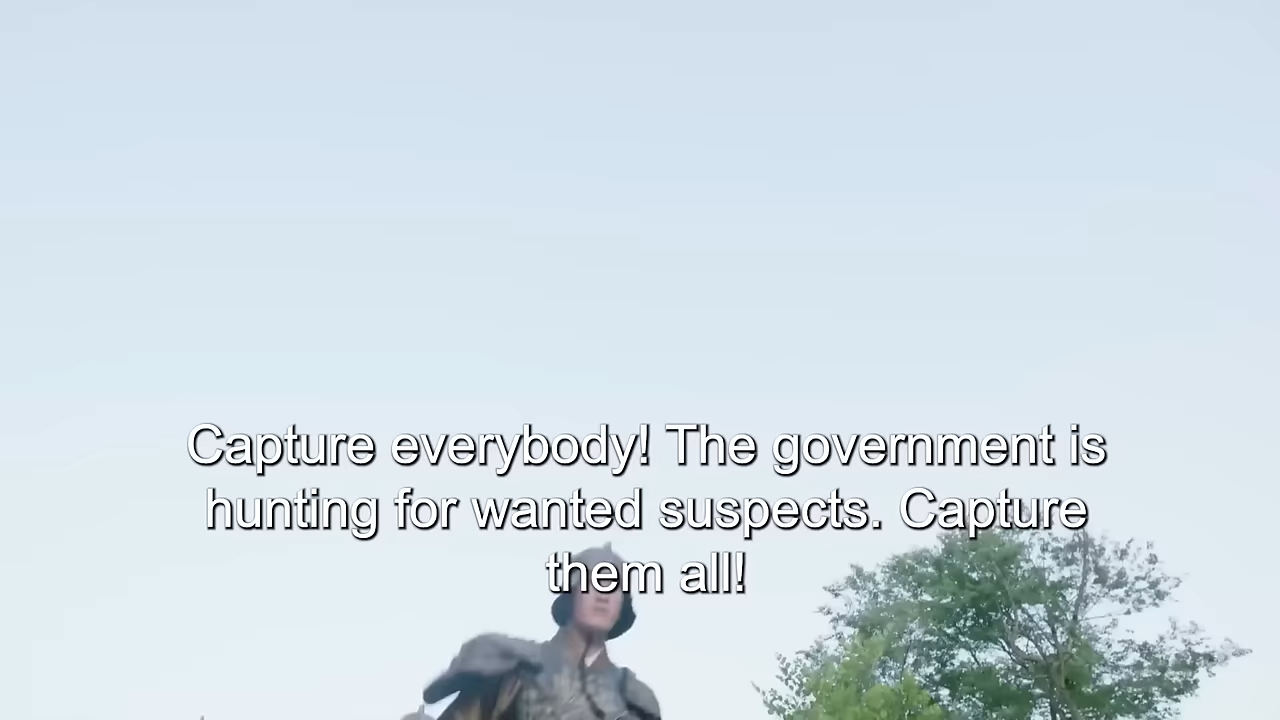 Capture everybody! The government is
hunting for wanted suspects. Capture
them all!